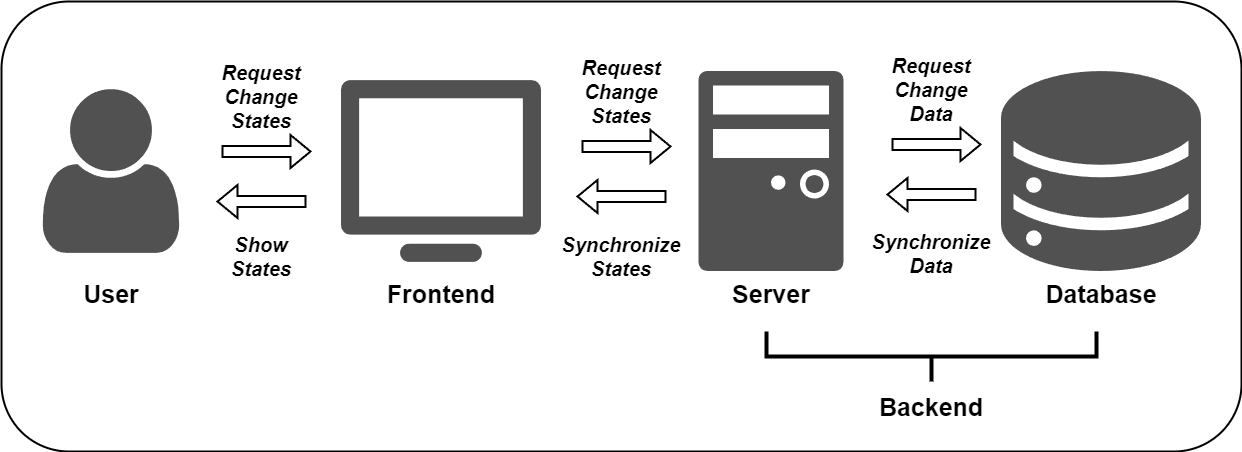 Request
Change
States
Show
States
Request
Change
States
Synchronize
States
Request
Change
Data
Synchronize
Data
User
Frontend
Server
Database
Backend